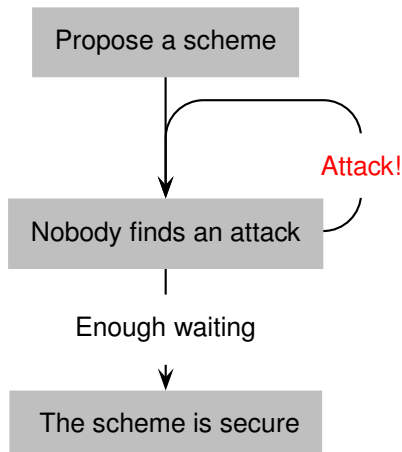 Propose a scheme
Attack!
Nobody finds an attack
Enough waiting
The scheme is secure